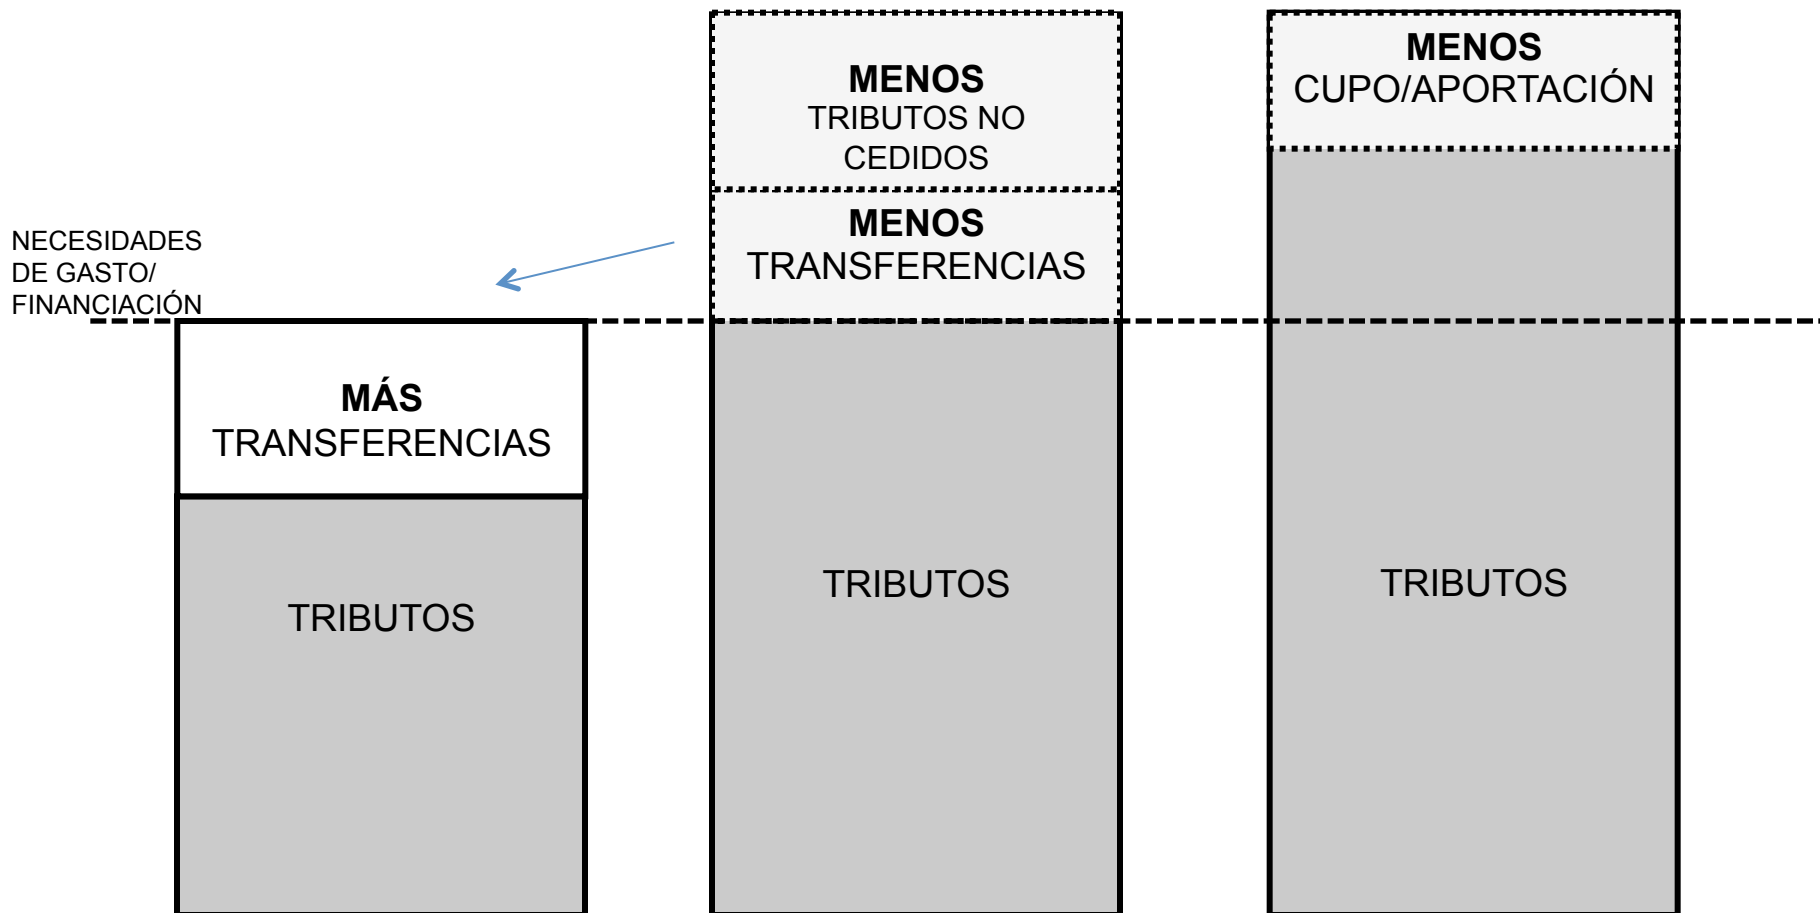 NECESIDADES
DE GASTO/
FINANCIACIÓN
MÁS
TRANSFERENCIAS
TRIBUTOS
MENOS
TRIBUTOS NO
CEDIDOS
MENOS
TRANSFERENCIAS
TRIBUTOS
MENOS
CUPO/APORTACIÓN
TRIBUTOS